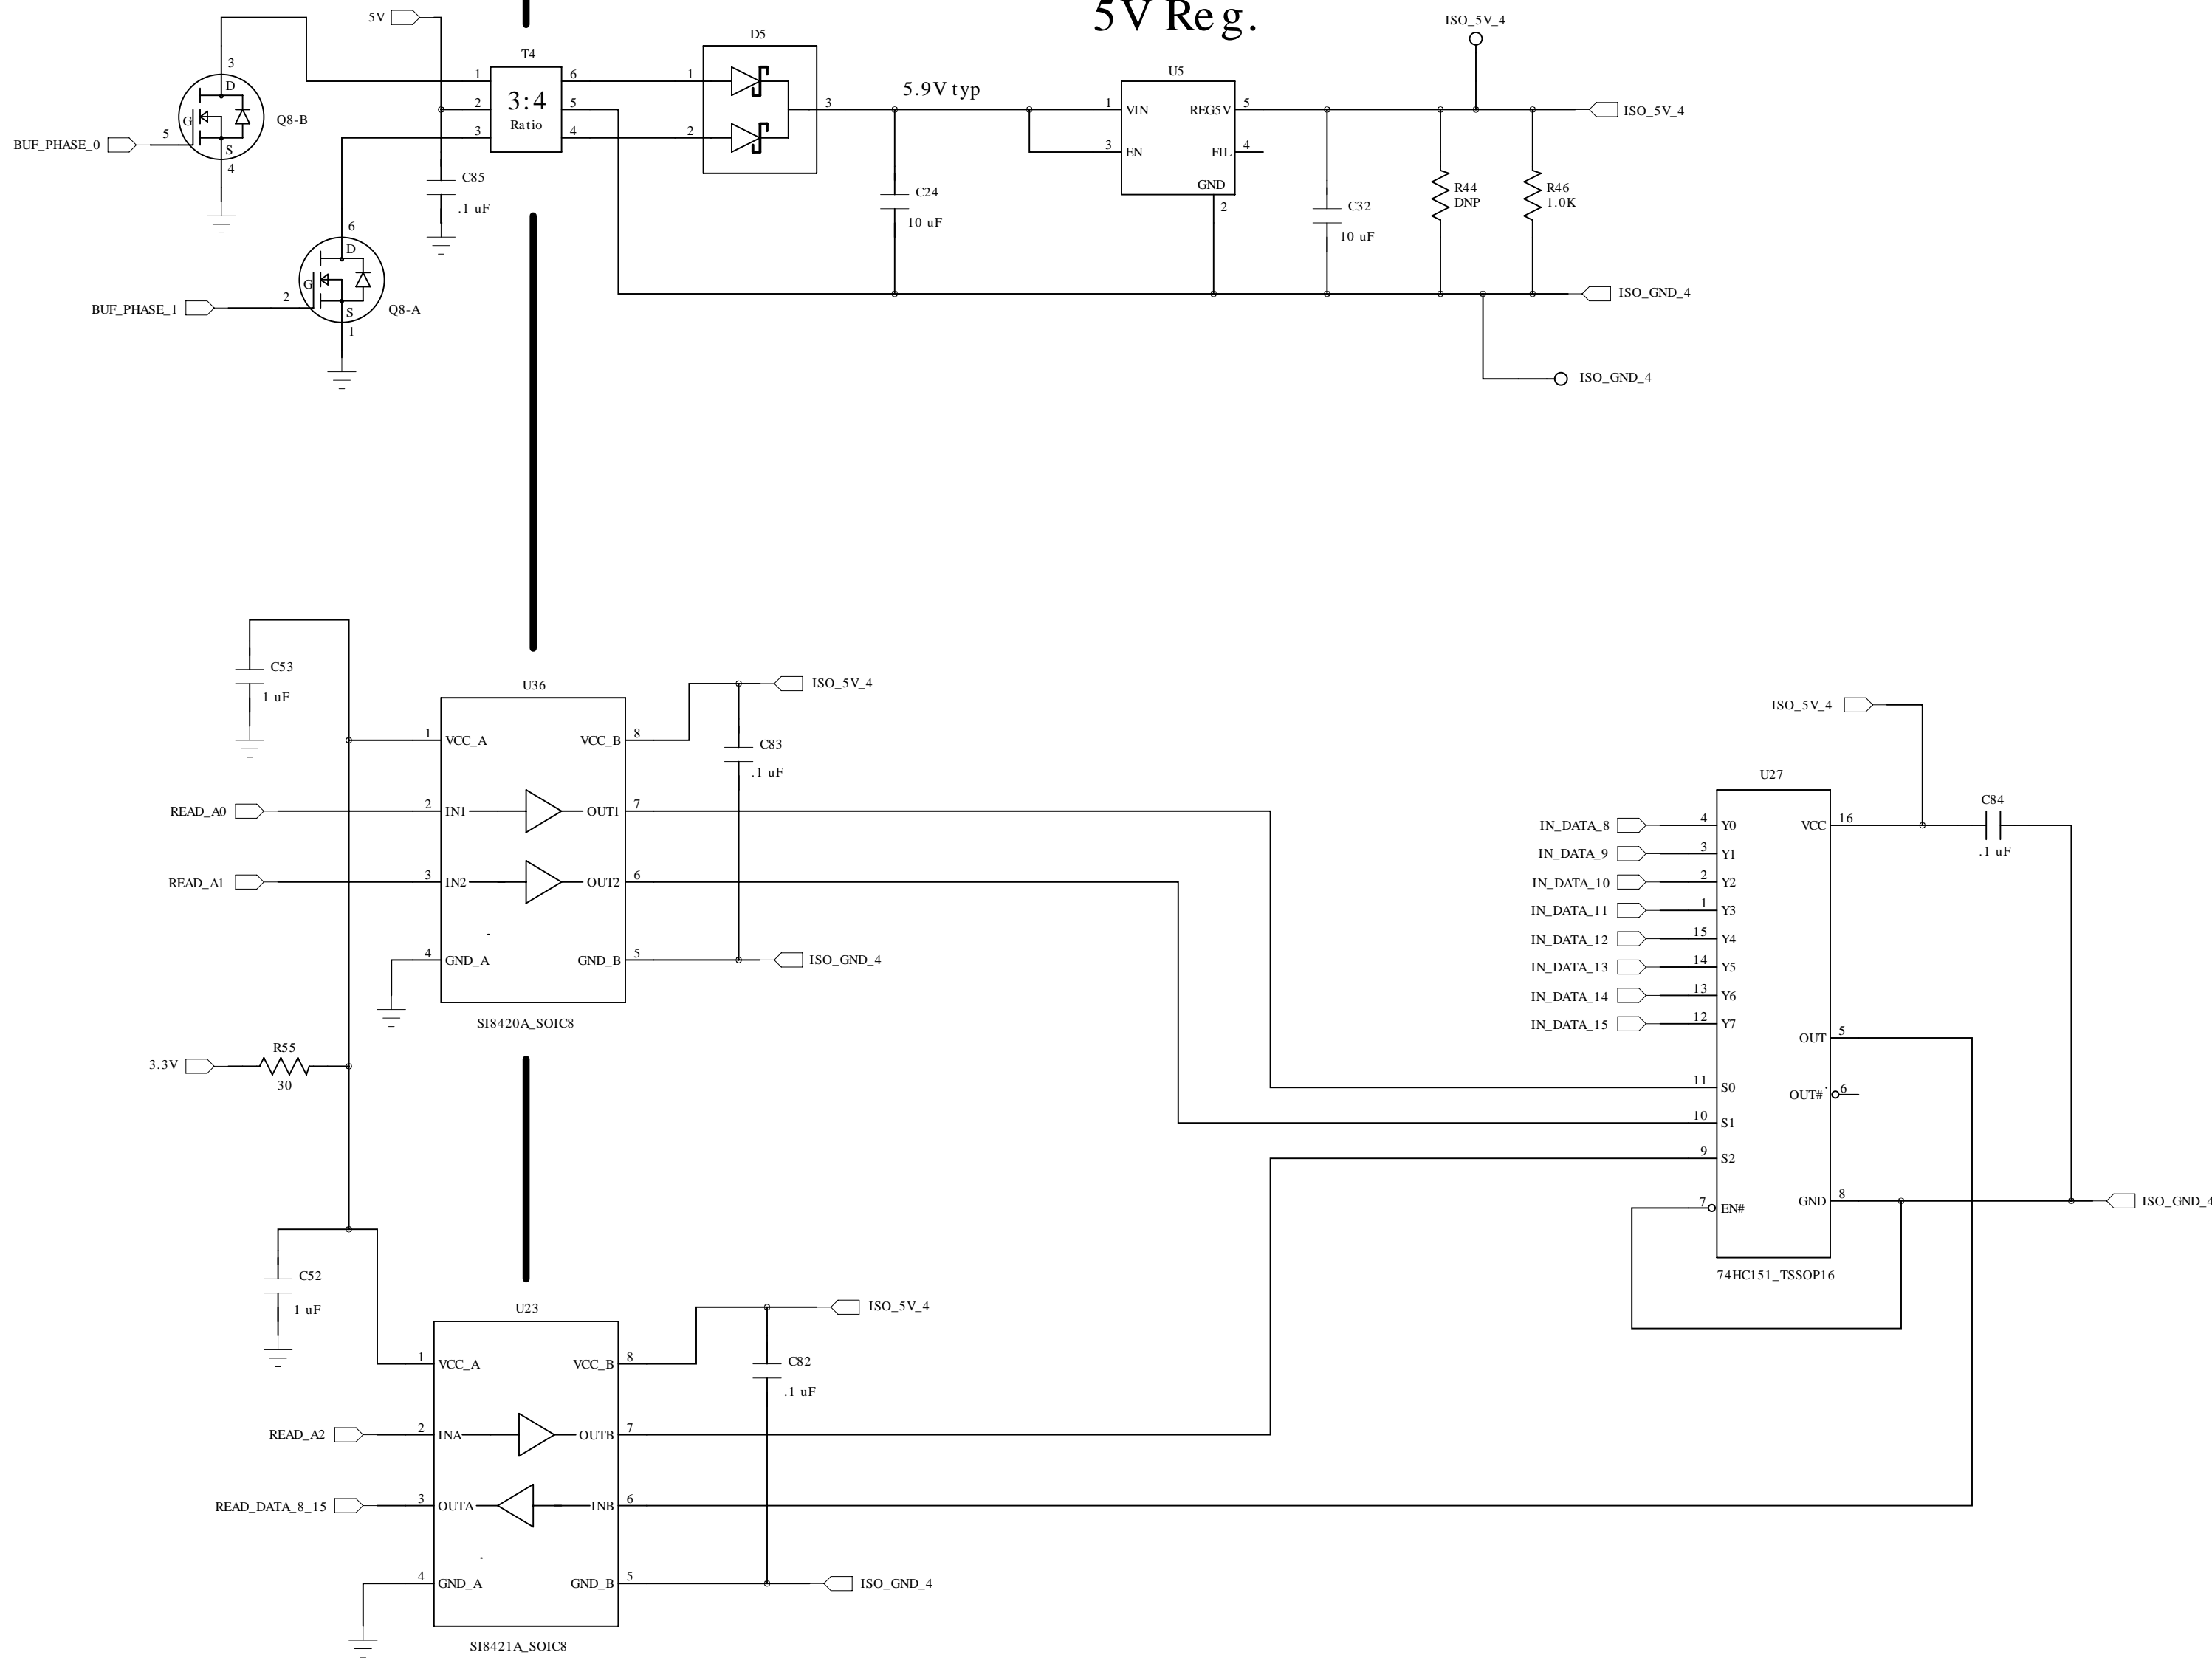 5V Reg.
5V
ISO_5V_4
T4
D5
3
D
G
S
5
4
Q8-B
BUF_PHASE_0
1
2
3
3:4
Ratio
6
5
4
1
2
3
5.9V typ
U5
1
VIN
REG5V
5
3
EN
FIL
4
GND
2
ISO_5V_4
C85
.1 uF
C24
10 uF
C32
10 uF
R44
DNP
R46
1.0K
6
D
G
S
2
1
Q8-A
BUF_PHASE_1
ISO_GND_4
ISO_GND_4
C53
1 uF
U36
ISO_5V_4
1
VCC_A
VCC_B
8
C83
.1 uF
READ_A0
2
IN1
OUT1
7
READ_A1
3
IN2
OUT2
6
4
GND_A
GND_B
5
ISO_GND_4
SI8420A_SOIC8
3.3V
R55
30
ISO_5V_4
U27
C84
.1 uF
IN_DATA_8
4
Y0
VCC
16
IN_DATA_9
3
Y1
IN_DATA_10
2
Y2
IN_DATA_11
1
Y3
IN_DATA_12
15
Y4
IN_DATA_13
14
Y5
IN_DATA_14
13
Y6
IN_DATA_15
12
Y7
OUT
5
11
S0
OUT#
6
10
S1
9
S2
7
EN#
GND
8
ISO_GND_4
74HC151_TSSOP16
C52
1 uF
U23
ISO_5V_4
1
VCC_A
VCC_B
8
C82
.1 uF
READ_A2
2
INA
OUTB
7
READ_DATA_8_15
3
OUTA
INB
6
4
GND_A
GND_B
5
ISO_GND_4
SI8421A_SOIC8